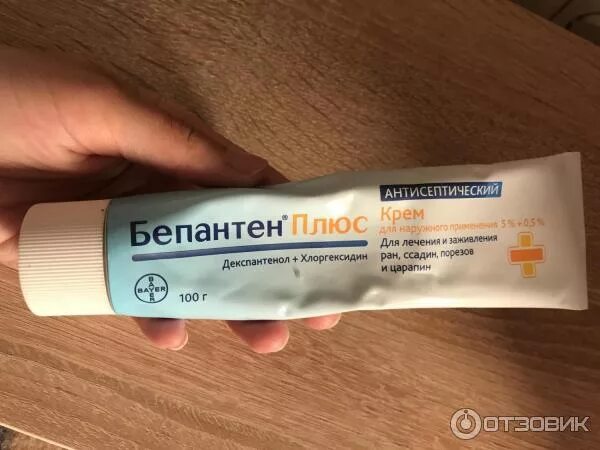 АНТИСЕПТИЧЕСКИЙ
Бепантен® Плюс
Крем
для наружного применения 5 % + 0,5 %
Декспантенол + Хлоргексидин
Для лечения и заживления
ран, ссадин, порезов
и царапин
BAYER
BAYER
100 г
ОТЗОВИК